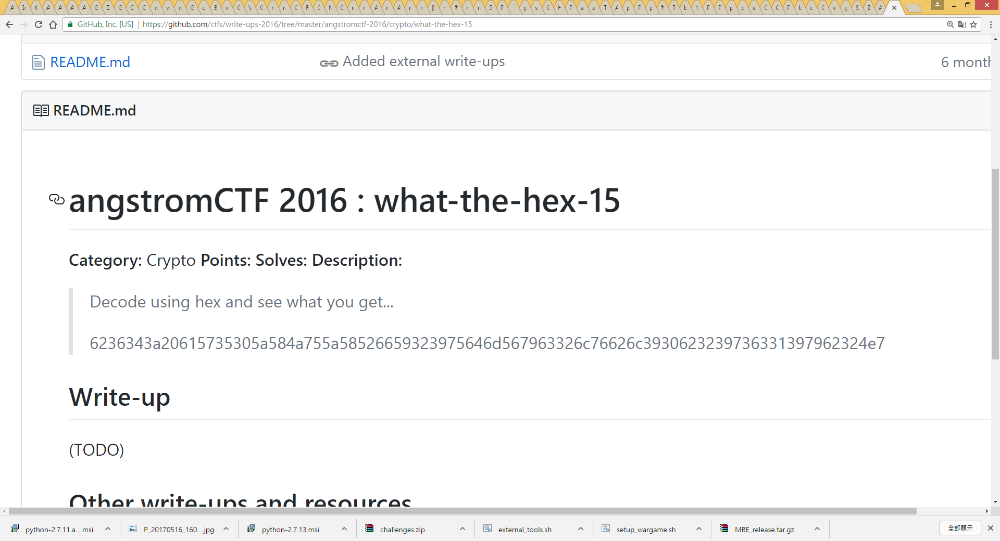 GitHub, Inc. [US] | https://github.com/ctfs/write-ups-2016/tree/master/angstromctf-2016/crypto/what-the-hex-15
README.md Added external write-ups 6 month
README.md
angstromCTF 2016 : what-the-hex-15
Category: Crypto Points: Solves: Description:
Decode using hex and see what you get...
6236343a20615735305a584a755a58526659323975646d567963326c76626c39306232397363313979​62324e7
Write-up
(TODO)
Other write-ups and resources
python-2.7.11.a....msi P_20170516_160....jpg python-2.7.13.msi challenges.zip external_tools.sh setup_wargame.sh MBE_release.tar.gz 全部顯示